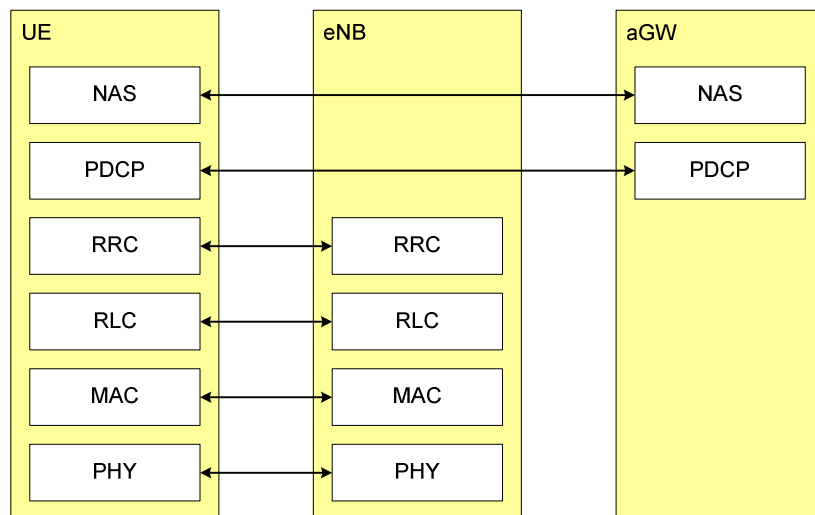 UE
eNB
aGW
NAS
NAS
PDCP
PDCP
RRC
RRC
RLC
RLC
MAC
MAC
PHY
PHY